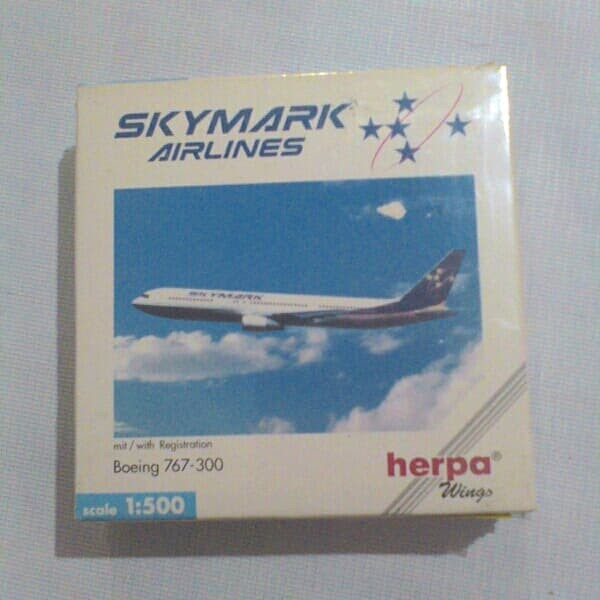 SKYMARK
AIRLINES
SKYMARK
mit / with Registration
Boeing 767-300
scale 1:500
herpa®
Wings